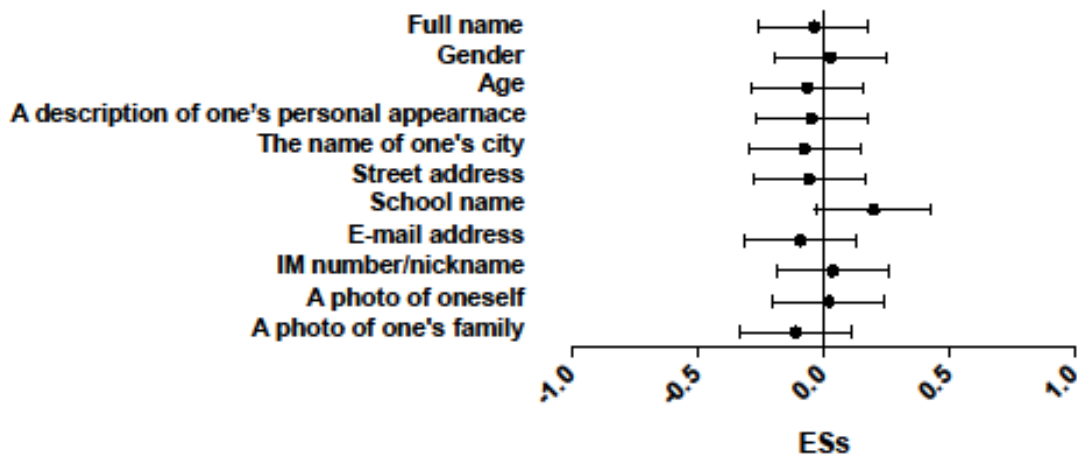 Full name
Gender
Age
A description of one's personal appearnace
The name of one's city
Street address
School name
E-mail address
IM number/nickname
A photo of oneself
A photo of one's family
-1.0
-0.5
0.0
0.5
1.0
ESs